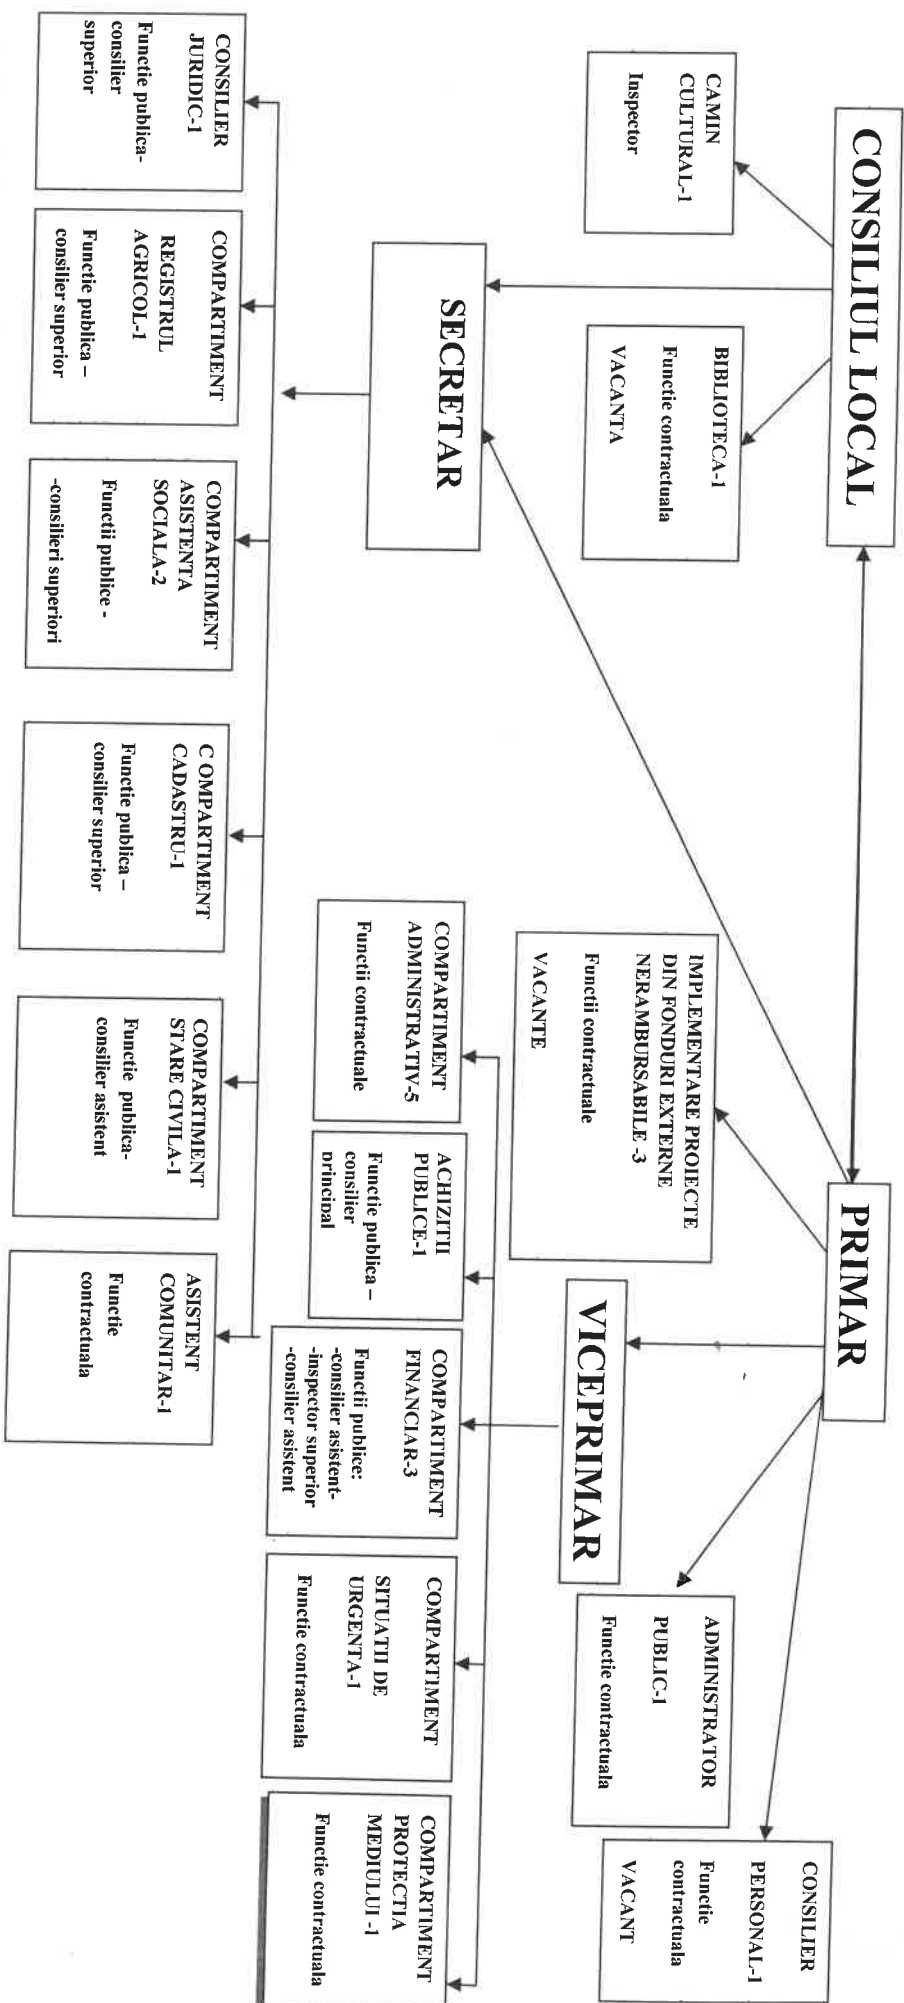 CONSILIUL LOCAL
PRIMAR
CAMIN
CULTURAL-1
Inspector
BIBLIOTECA-1
Functie contractuala
VACANTA
SECRETAR
IMPLEMENTARE PROIECTE
DIN FONDURI EXTERNE
NERAMBURSABILE -3
Functii contractuale
VACANTE
VICEPRIMAR
ADMINISTRATOR
PUBLIC-1
Functie contractuala
CONSILIER
PERSONAL-1
Functie
contractuala
VACANT
COMPARTIMENT
ADMINISTRATIV-5
Functii contractuale
ACHIZITII
PUBLICE-1
Functie publica –
consilier
principal
COMPARTIMENT
FINANCIAR-3
Functii publice:
-consilier asistent-
-inspector superior
-consilier asistent
COMPARTIMENT
SITUATII DE
URGENTA-1
Functie contractuala
COMPARTIMENT
PROTECTIA
MEDIULUI -1
Functie contractuala
CONSILIER
JURIDIC-1
Functie publica-
consilier
superior
COMPARTIMENT
REGISTRUL
AGRICOL-1
Functie publica –
consilier superior
COMPARTIMENT
ASISTENTA
SOCIALA-2
Functii publice -
-consilieri superiori
C OMPARTIMENT
CADASTRU-1
Functie publica –
consilier superior
COMPARTIMENT
STARE CIVILA-1
Functie publica-
consilier asistent
ASISTENT
COMUNITAR-1
Functie
contractuala